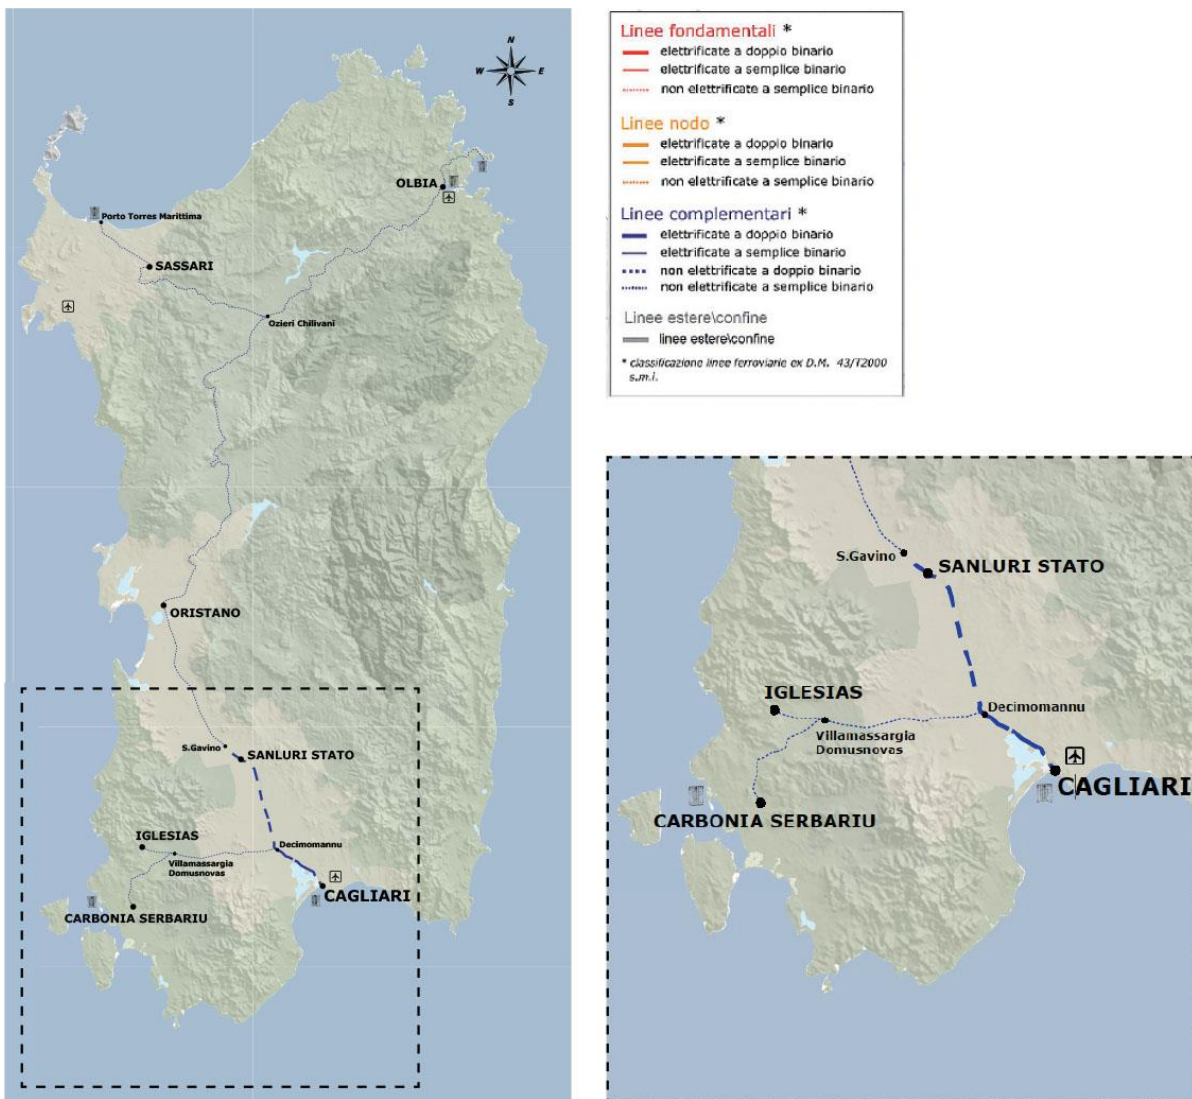 N
W E
S
OLBIA
Porto Torres Marittima
SASSARI
Ozieri Chilivani
ORISTANO
S.Gavino
SANLURI STATO
IGLESIAS
Decimomannu
Villamassargia
Domusnovas
CAGLIARI
CARBONIA SERBARIU
Linee fondamentali *
elettrificate a doppio binario
elettrificate a semplice binario
non elettrificate a semplice binario
Linee nodo *
elettrificate a doppio binario
elettrificate a semplice binario
non elettrificate a semplice binario
Linee complementari *
elettrificate a doppio binario
elettrificate a semplice binario
non elettrificate a doppio binario
non elettrificate a semplice binario
Linee estere\confine
linee estere\confine
* classificazione linee ferroviarie ex D.M. 43/T2000
s.m.i.
S.Gavino
SANLURI STATO
IGLESIAS
Decimomannu
Villamassargia
Domusnovas
CAGLIARI
CARBONIA SERBARIU